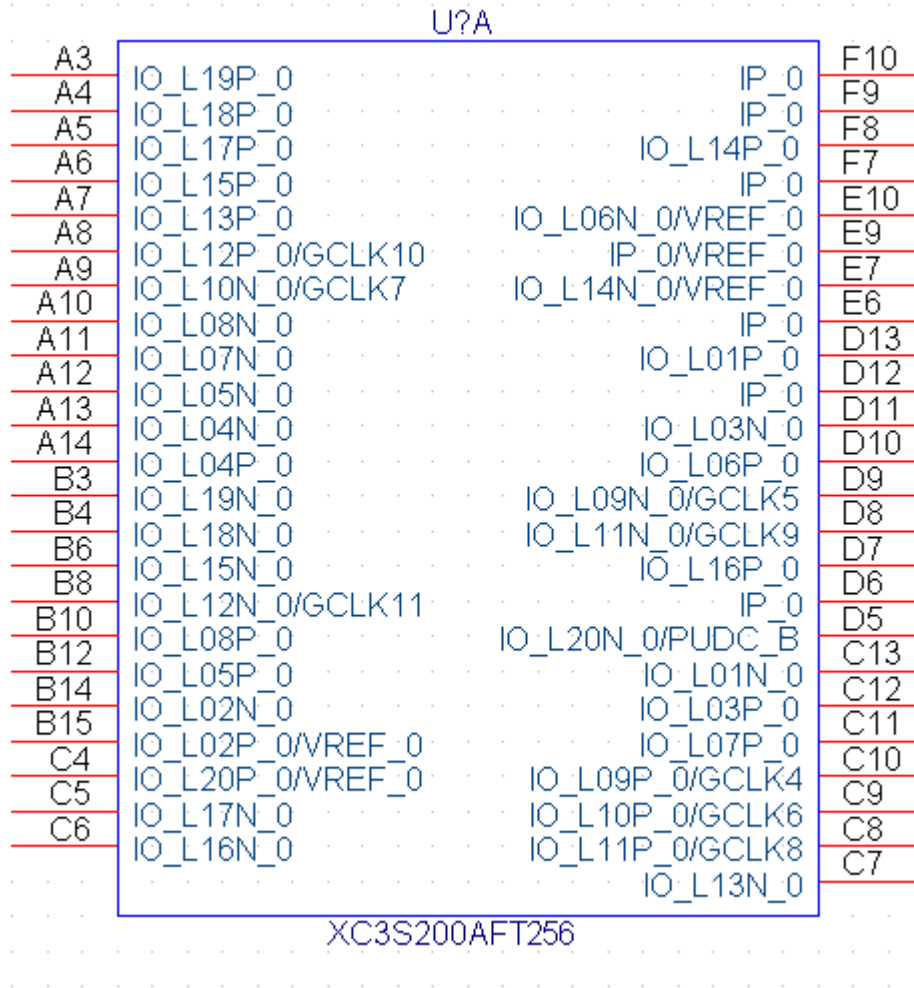 U?A
A3 IO_L19P_0 IP_0 F10
A4 IO_L18P_0 IP_0 F9
A5 IO_L17P_0 IO_L14P_0 F8
A6 IO_L15P_0 IP_0 F7
A7 IO_L13P_0 IO_L06N_0/VREF_0 E10
A8 IO_L12P_0/GCLK10 IP_0/VREF_0 E9
A9 IO_L10N_0/GCLK7 IO_L14N_0/VREF_0 E7
A10 IO_L08N_0 IP_0 E6
A11 IO_L07N_0 IO_L01P_0 D13
A12 IO_L05N_0 IP_0 D12
A13 IO_L04N_0 IO_L03N_0 D11
A14 IO_L04P_0 IO_L06P_0 D10
B3 IO_L19N_0 IO_L09N_0/GCLK5 D9
B4 IO_L18N_0 IO_L11N_0/GCLK9 D8
B6 IO_L15N_0 IO_L16P_0 D7
B8 IO_L12N_0/GCLK11 IP_0 D6
B10 IO_L08P_0 IO_L20N_0/PUDC_B D5
B12 IO_L05P_0 IO_L01N_0 C13
B14 IO_L02N_0 IO_L03P_0 C12
B15 IO_L02P_0/VREF_0 IO_L07P_0 C11
C4 IO_L20P_0/VREF_0 IO_L09P_0/GCLK4 C10
C5 IO_L17N_0 IO_L10P_0/GCLK6 C9
C6 IO_L16N_0 IO_L11P_0/GCLK8 C8
IO_L13N_0 C7
XC3S200AFT256